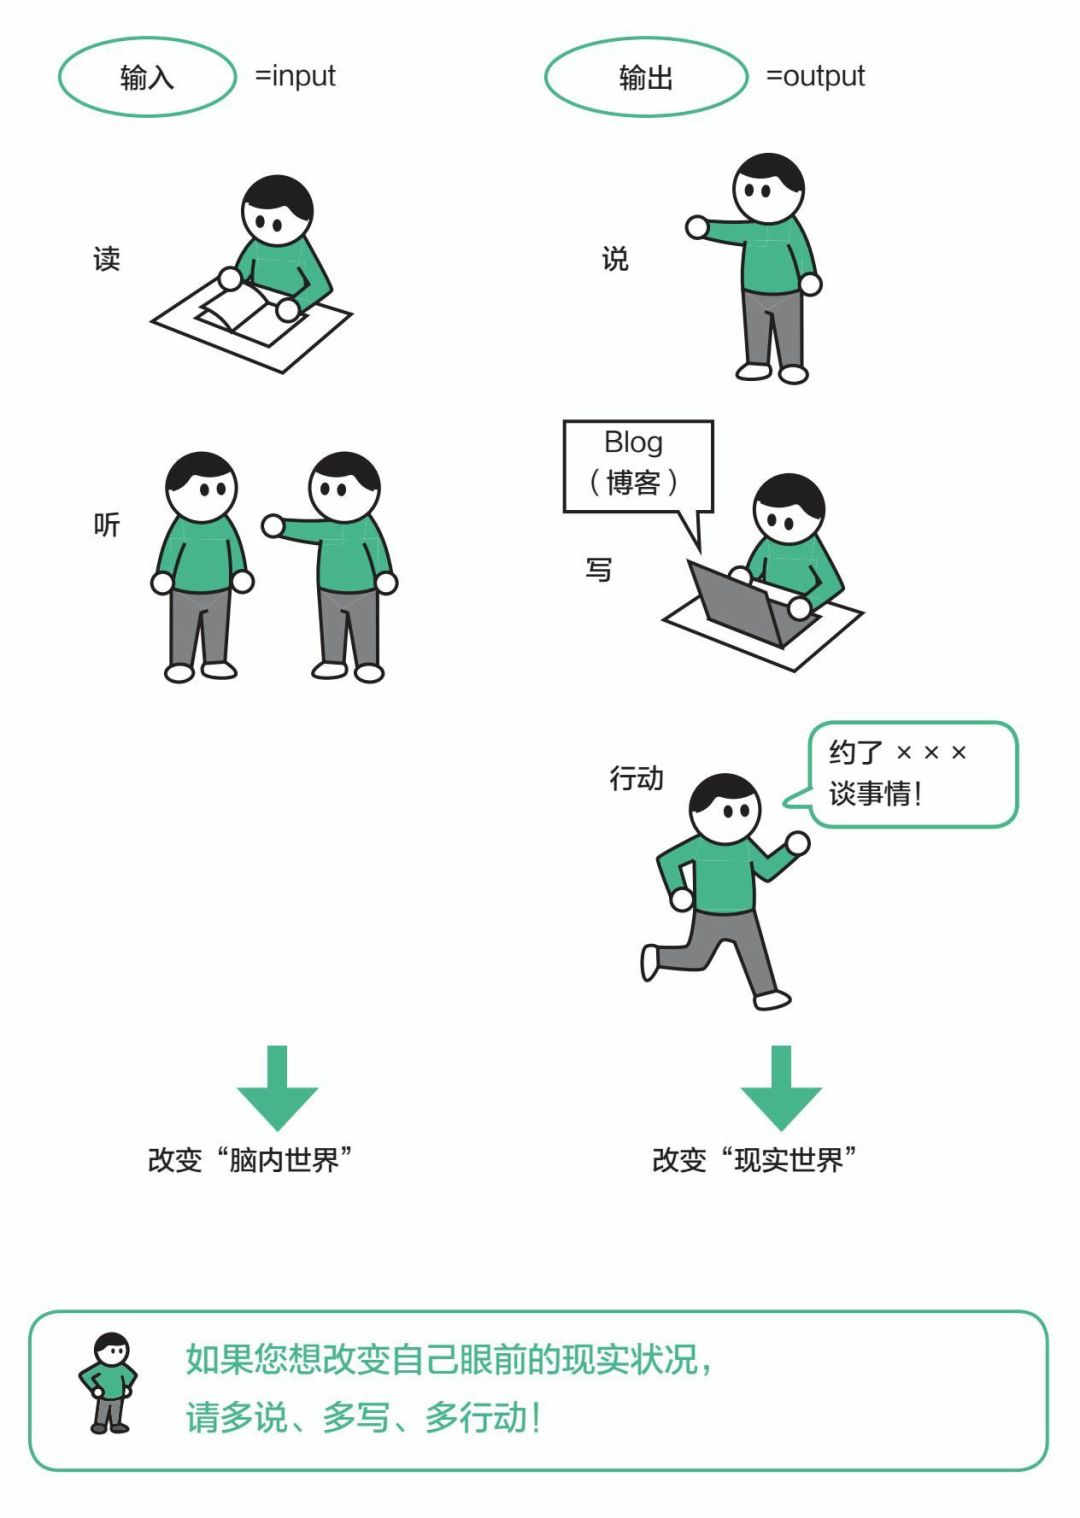 输入 =input
输出 =output
读
说
听
Blog
（博客）
写
行动
约了 × × ×
谈事情！
改变“脑内世界”
改变“现实世界”
如果您想改变自己眼前的现实状况，
请多说、多写、多行动！